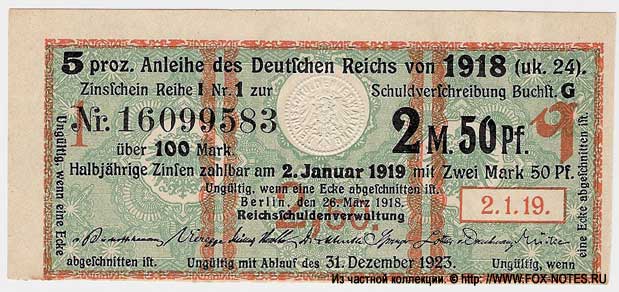 5 proz. Anleihe des Deutschen Reichs von 1918 (uk. 24).
Zinsschein Reihe I Nr. 1 zur Schuldverschreibung Buchst. G
Nr. 16099583 2 M. 50 Pf.
über 100 Mark.
Halbjährige Zinsen zahlbar am 2. Januar 1919 mit Zwei Mark 50 Pf.
Ungültig, wenn eine Ecke abgeschnitten ist.
Berlin, den 26. März 1918.
Reichsschuldenverwaltung
2.1.19.
Ungültig, wenn eine Ecke
abgeschnitten ist.
Ungültig mit Ablauf des 31. Dezember 1923.
Ungültig, wenn
eine Ecke abgeschnitten ist.
Из частной коллекции. © http://WWW.FOX-NOTES.RU